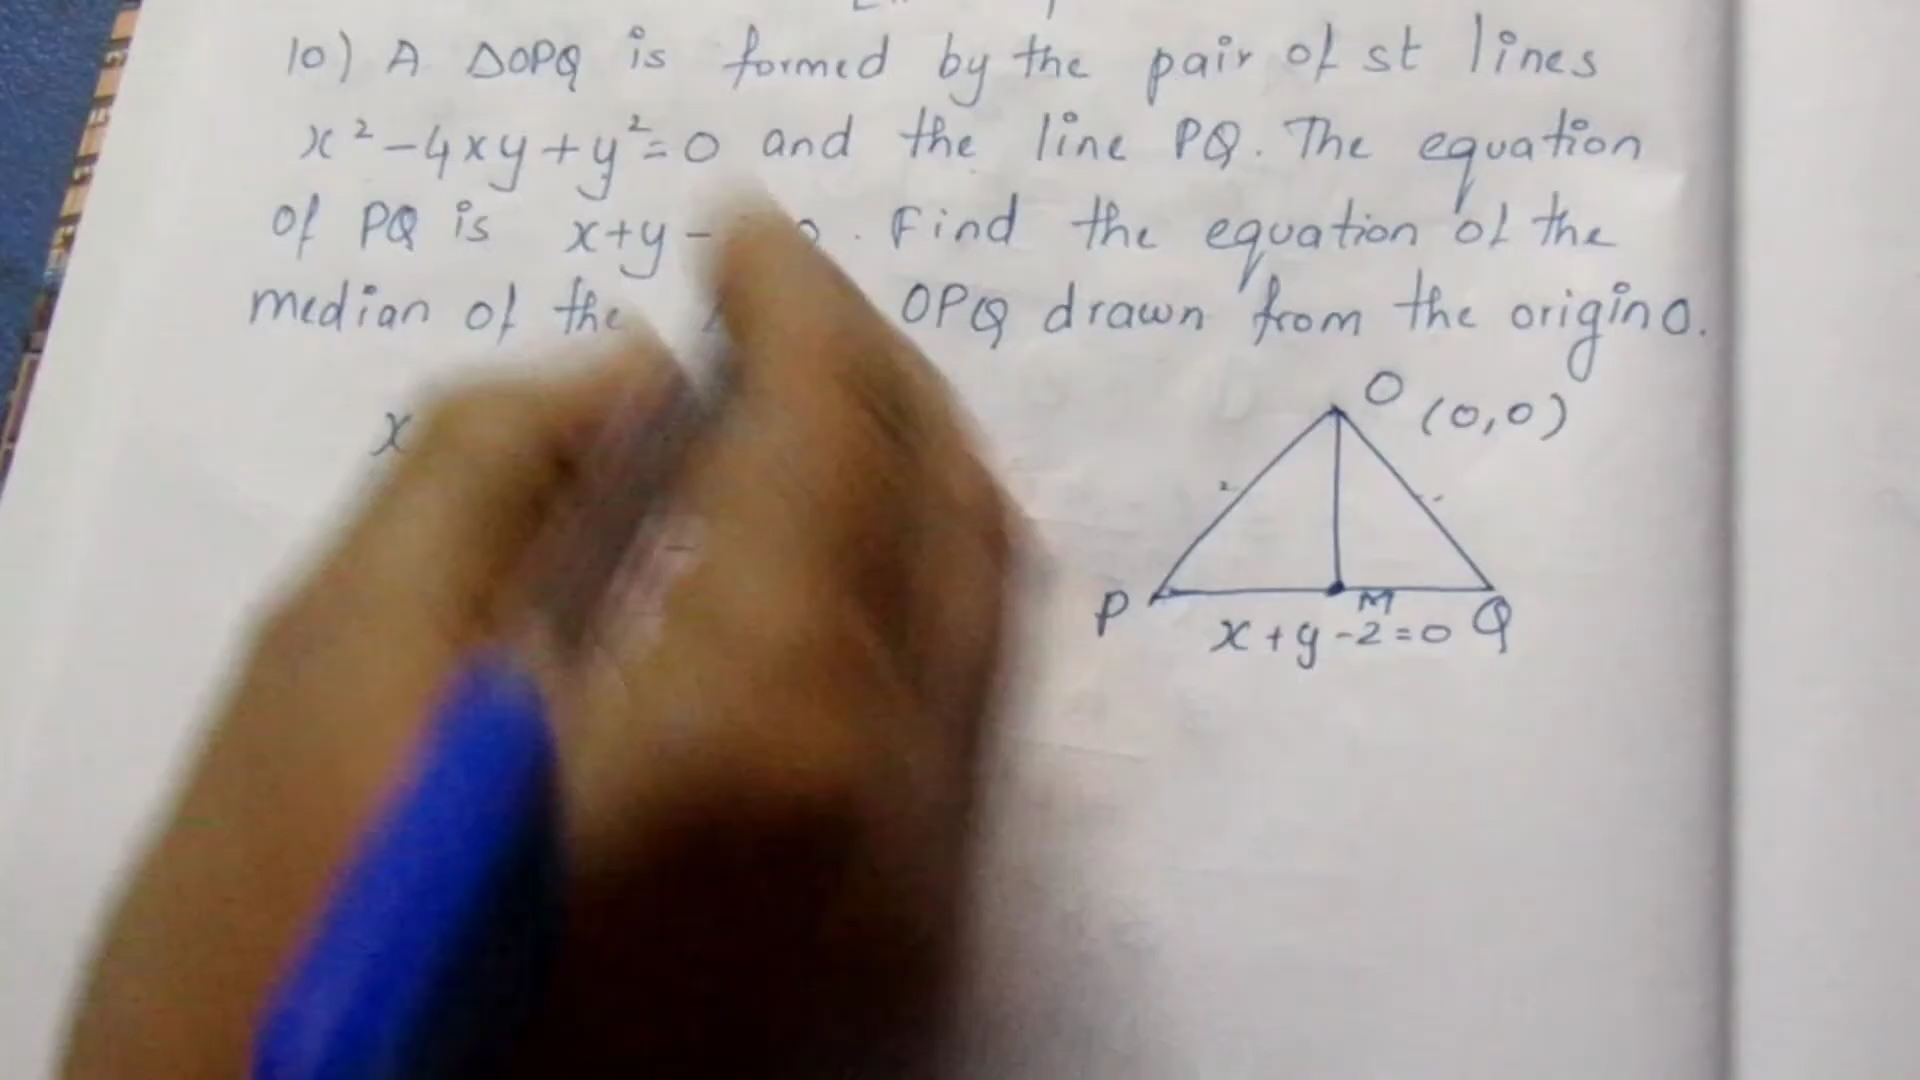 10) A ΔOPQ is formed by the pair of st lines
x²-4xy+y²=0 and the line PQ. The equation
of PQ is x+y- 0. Find the equation of the
median of the OPQ drawn from the origin O.
x
O (0,0)
P M Q
x+y-2=0